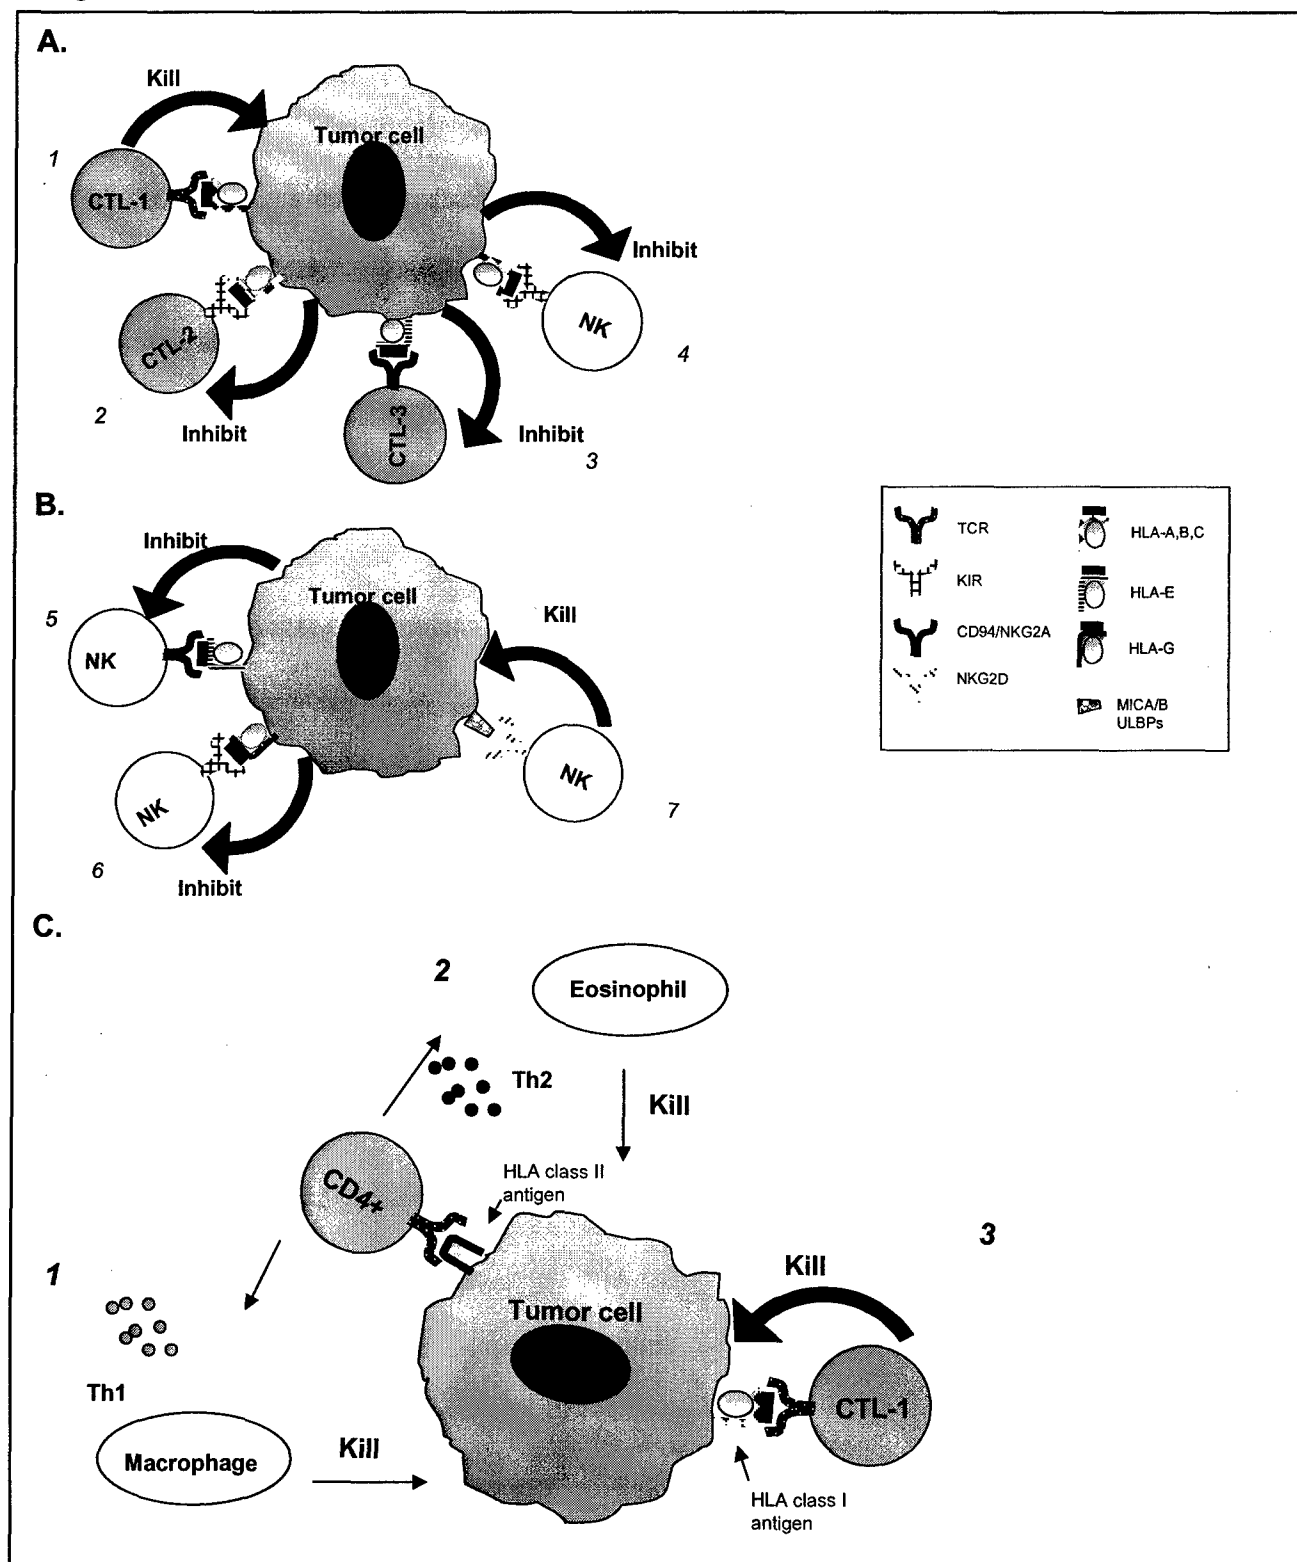 A.
Kill
Tumor cell
1
CTL-1
Inhibit
CTL-2
NK
4
2
Inhibit
CTL-3
Inhibit
3
B.
Inhibit
Tumor cell
5
Kill
NK
NK
NK
7
6
Inhibit
TCR
HLA-A,B,C
KIR
HLA-E
CD94/NKG2A
HLA-G
NKG2D
MICA/B
ULBPs
C.
2
Eosinophil
Th2
Kill
CD4+
HLA class II
antigen
3
1
Kill
Tumor cell
Th1
CTL-1
Macrophage
Kill
HLA class I
antigen